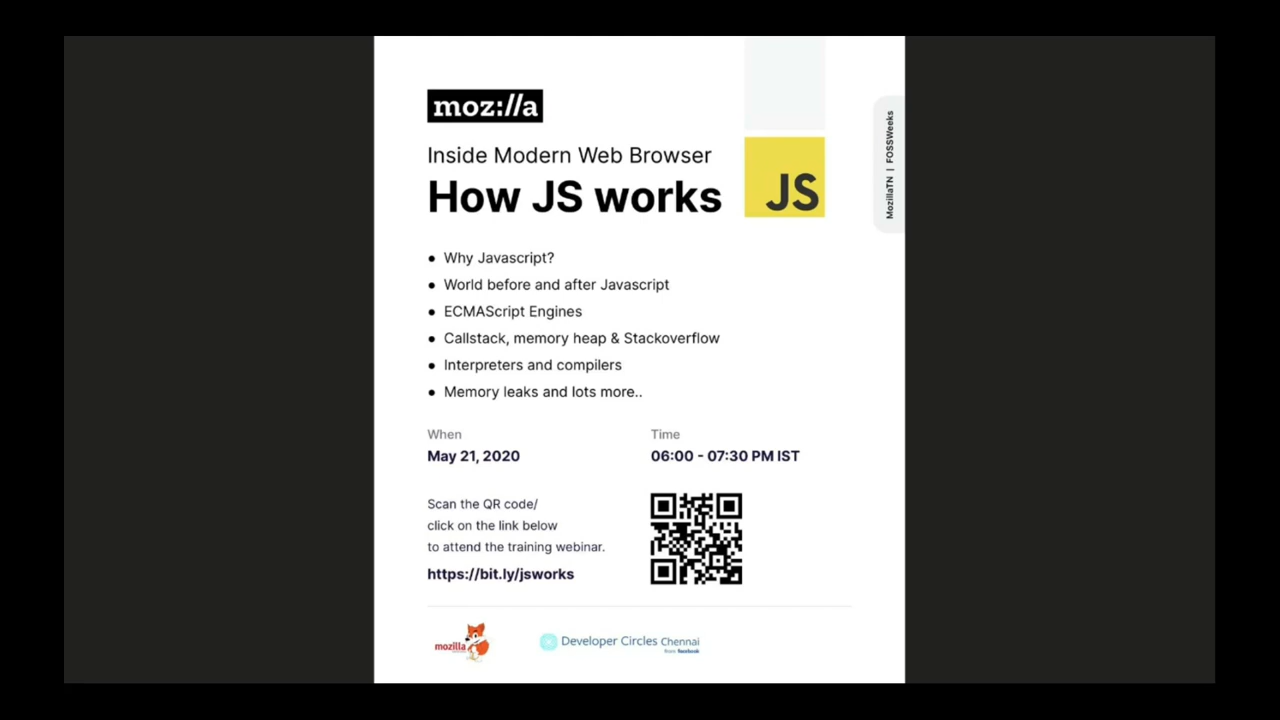 moz://a
Inside Modern Web Browser
How JS works
JS
MozillaTN | FOSSWeeks
● Why Javascript?
● World before and after Javascript
● ECMAScript Engines
● Callstack, memory heap & Stackoverflow
● Interpreters and compilers
● Memory leaks and lots more..
When
May 21, 2020
Time
06:00 - 07:30 PM IST
Scan the QR code/
click on the link below
to attend the training webinar.
https://bit.ly/jsworks
mozilla
Developer Circles Chennai
from facebook